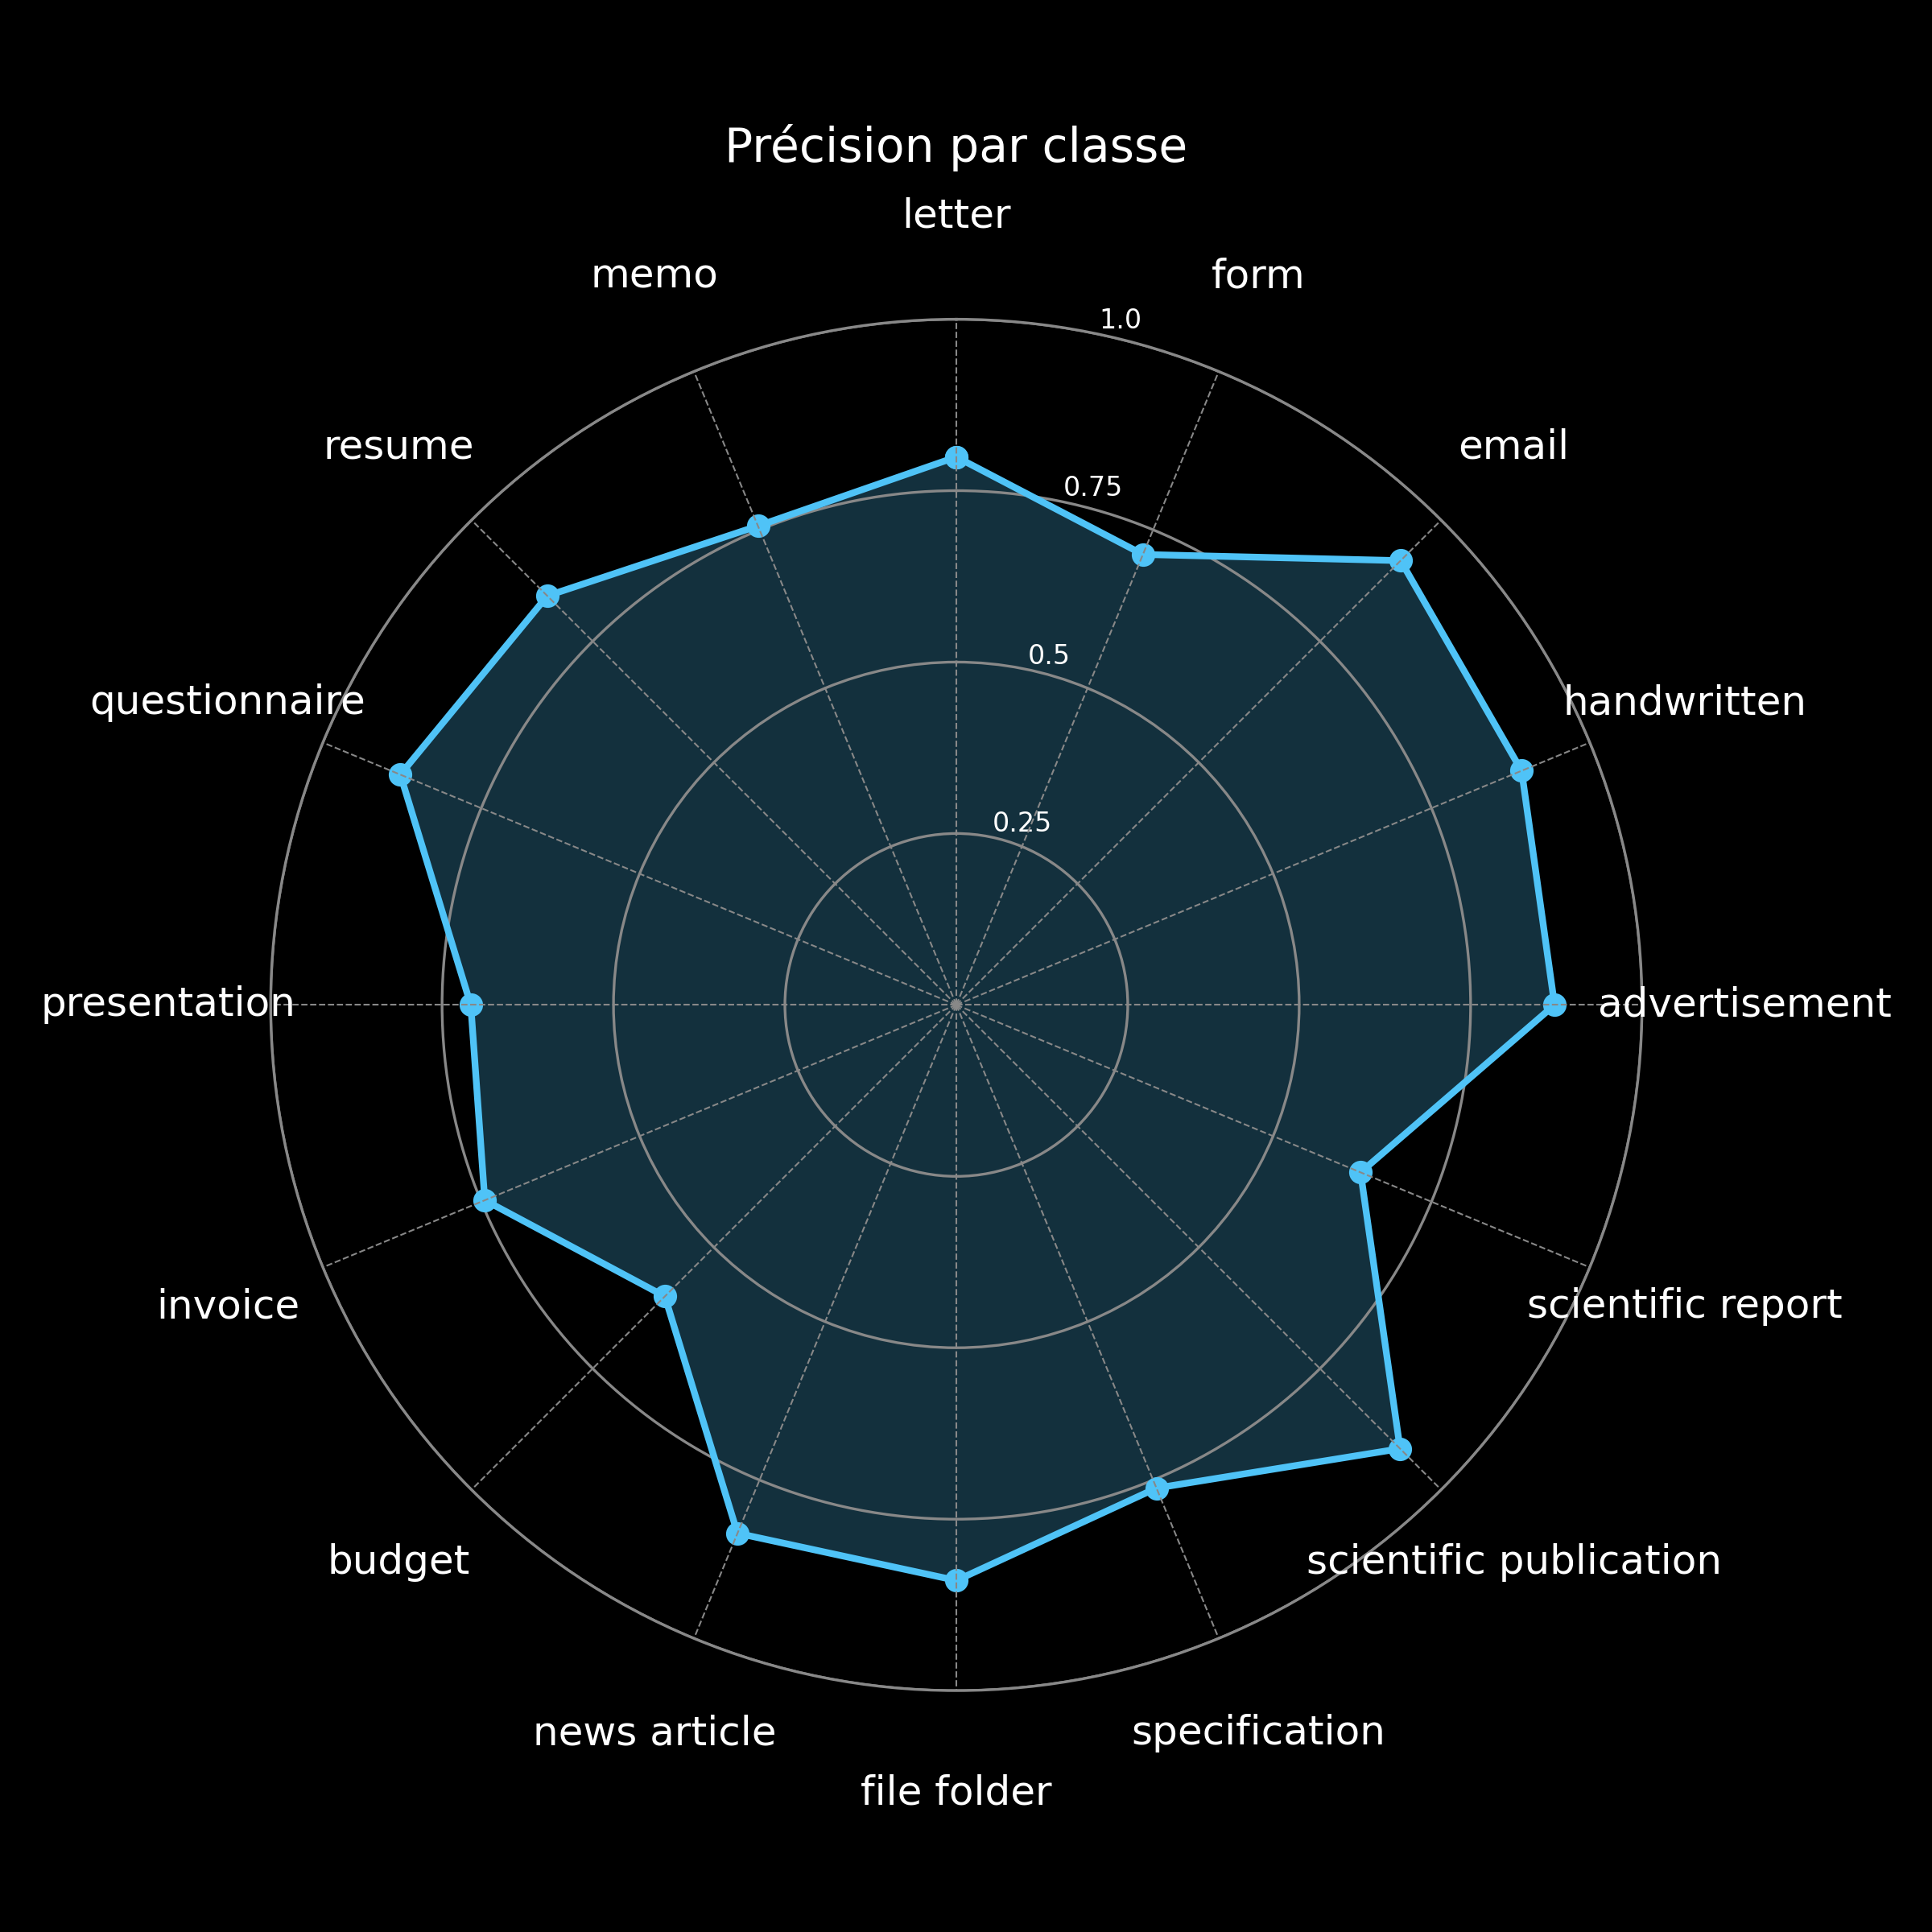 Précision par classe
letter
memo
form
1.0
resume
email
0.75
0.5
questionnaire
handwritten
0.25
presentation
advertisement
invoice
scientific report
budget
scientific publication
news article
specification
file folder